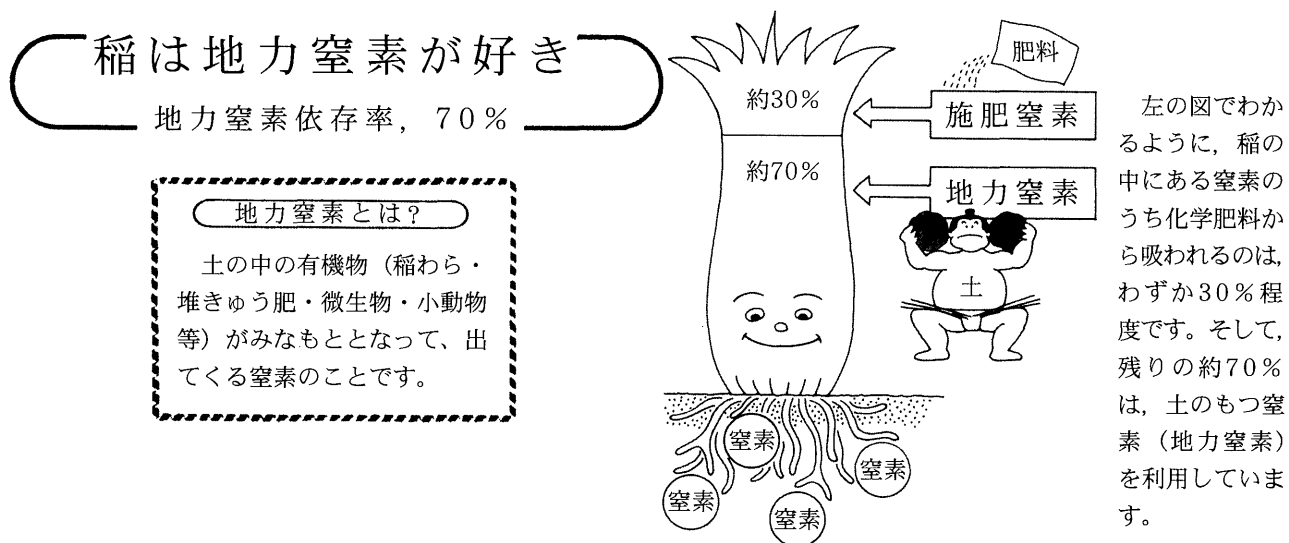 稲は地力窒素が好き
地力窒素依存率，70％
地力窒素とは？
土の中の有機物（稲わら・
堆きゅう肥・微生物・小動物
等）がみなもととなって、出
てくる窒素のことです。
肥料
約30％
施肥窒素
約70％
地力窒素
土
窒素
窒素
窒素
窒素
左の図でわか
るように，稲の
中にある窒素の
うち化学肥料か
ら吸われるのは，
わずか30％程
度です。そして，
残りの約70％
は，土のもつ窒
素（地力窒素）
を利用していま
す。